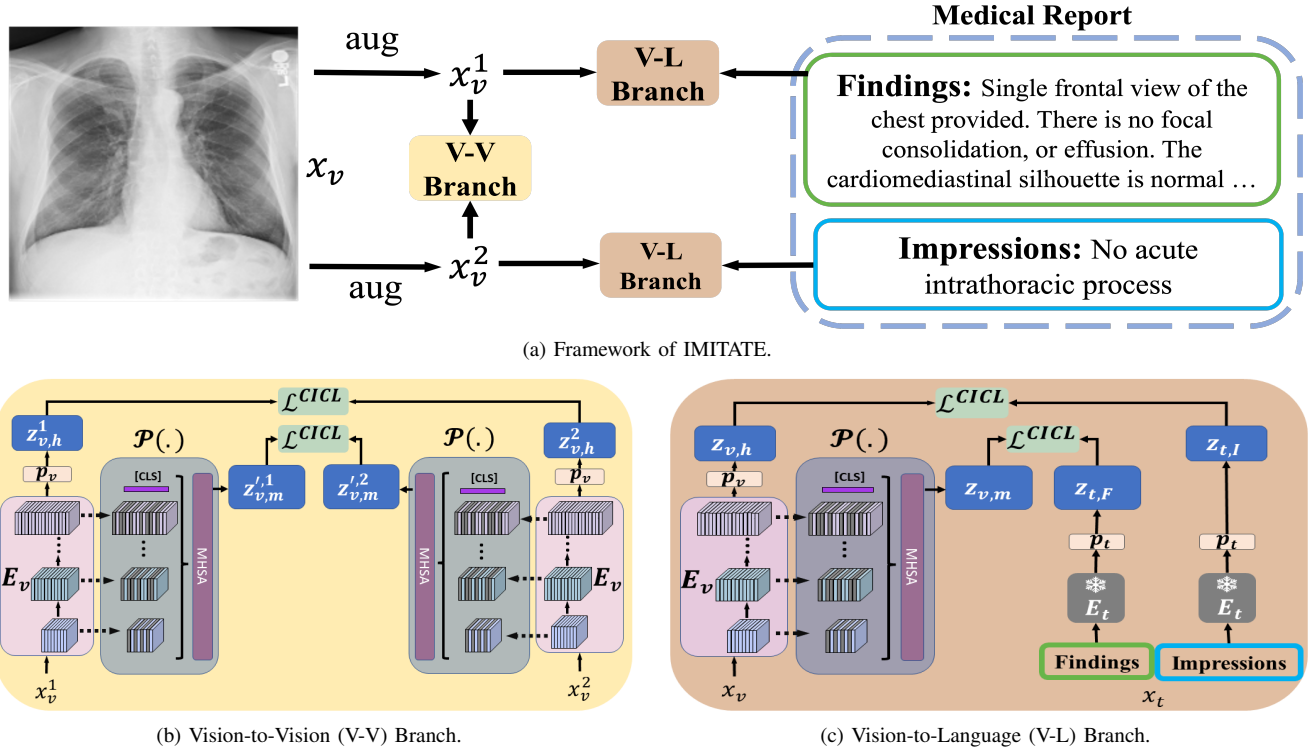 Medical Report
aug
x_v^1
V-L
Branch
Findings: Single frontal view of the
chest provided. There is no focal
consolidation, or effusion. The
cardiomediastinal silhouette is normal …
V-V
Branch
x_v
x_v^2
aug
V-L
Branch
Impressions: No acute
intrathoracic process
(a) Framework of IMITATE.
ℒ^CICL
z_{v,h}^1
𝒫(.)
ℒ^CICL
𝒫(.)
z_{v,h}^2
p_v
[CLS]
z_{v,m}^{′,1}
z_{v,m}^{′,2}
[CLS]
p_v
E_v
MHSA
MHSA
E_v
x_v^1
x_v^2
(b) Vision-to-Vision (V-V) Branch.
ℒ^CICL
z_{v,h}
𝒫(.)
ℒ^CICL
z_{t,I}
p_v
[CLS]
z_{v,m}
z_{t,F}
E_v
MHSA
p_t
p_t
E_t
E_t
Findings
Impressions
x_v
x_t
(c) Vision-to-Language (V-L) Branch.